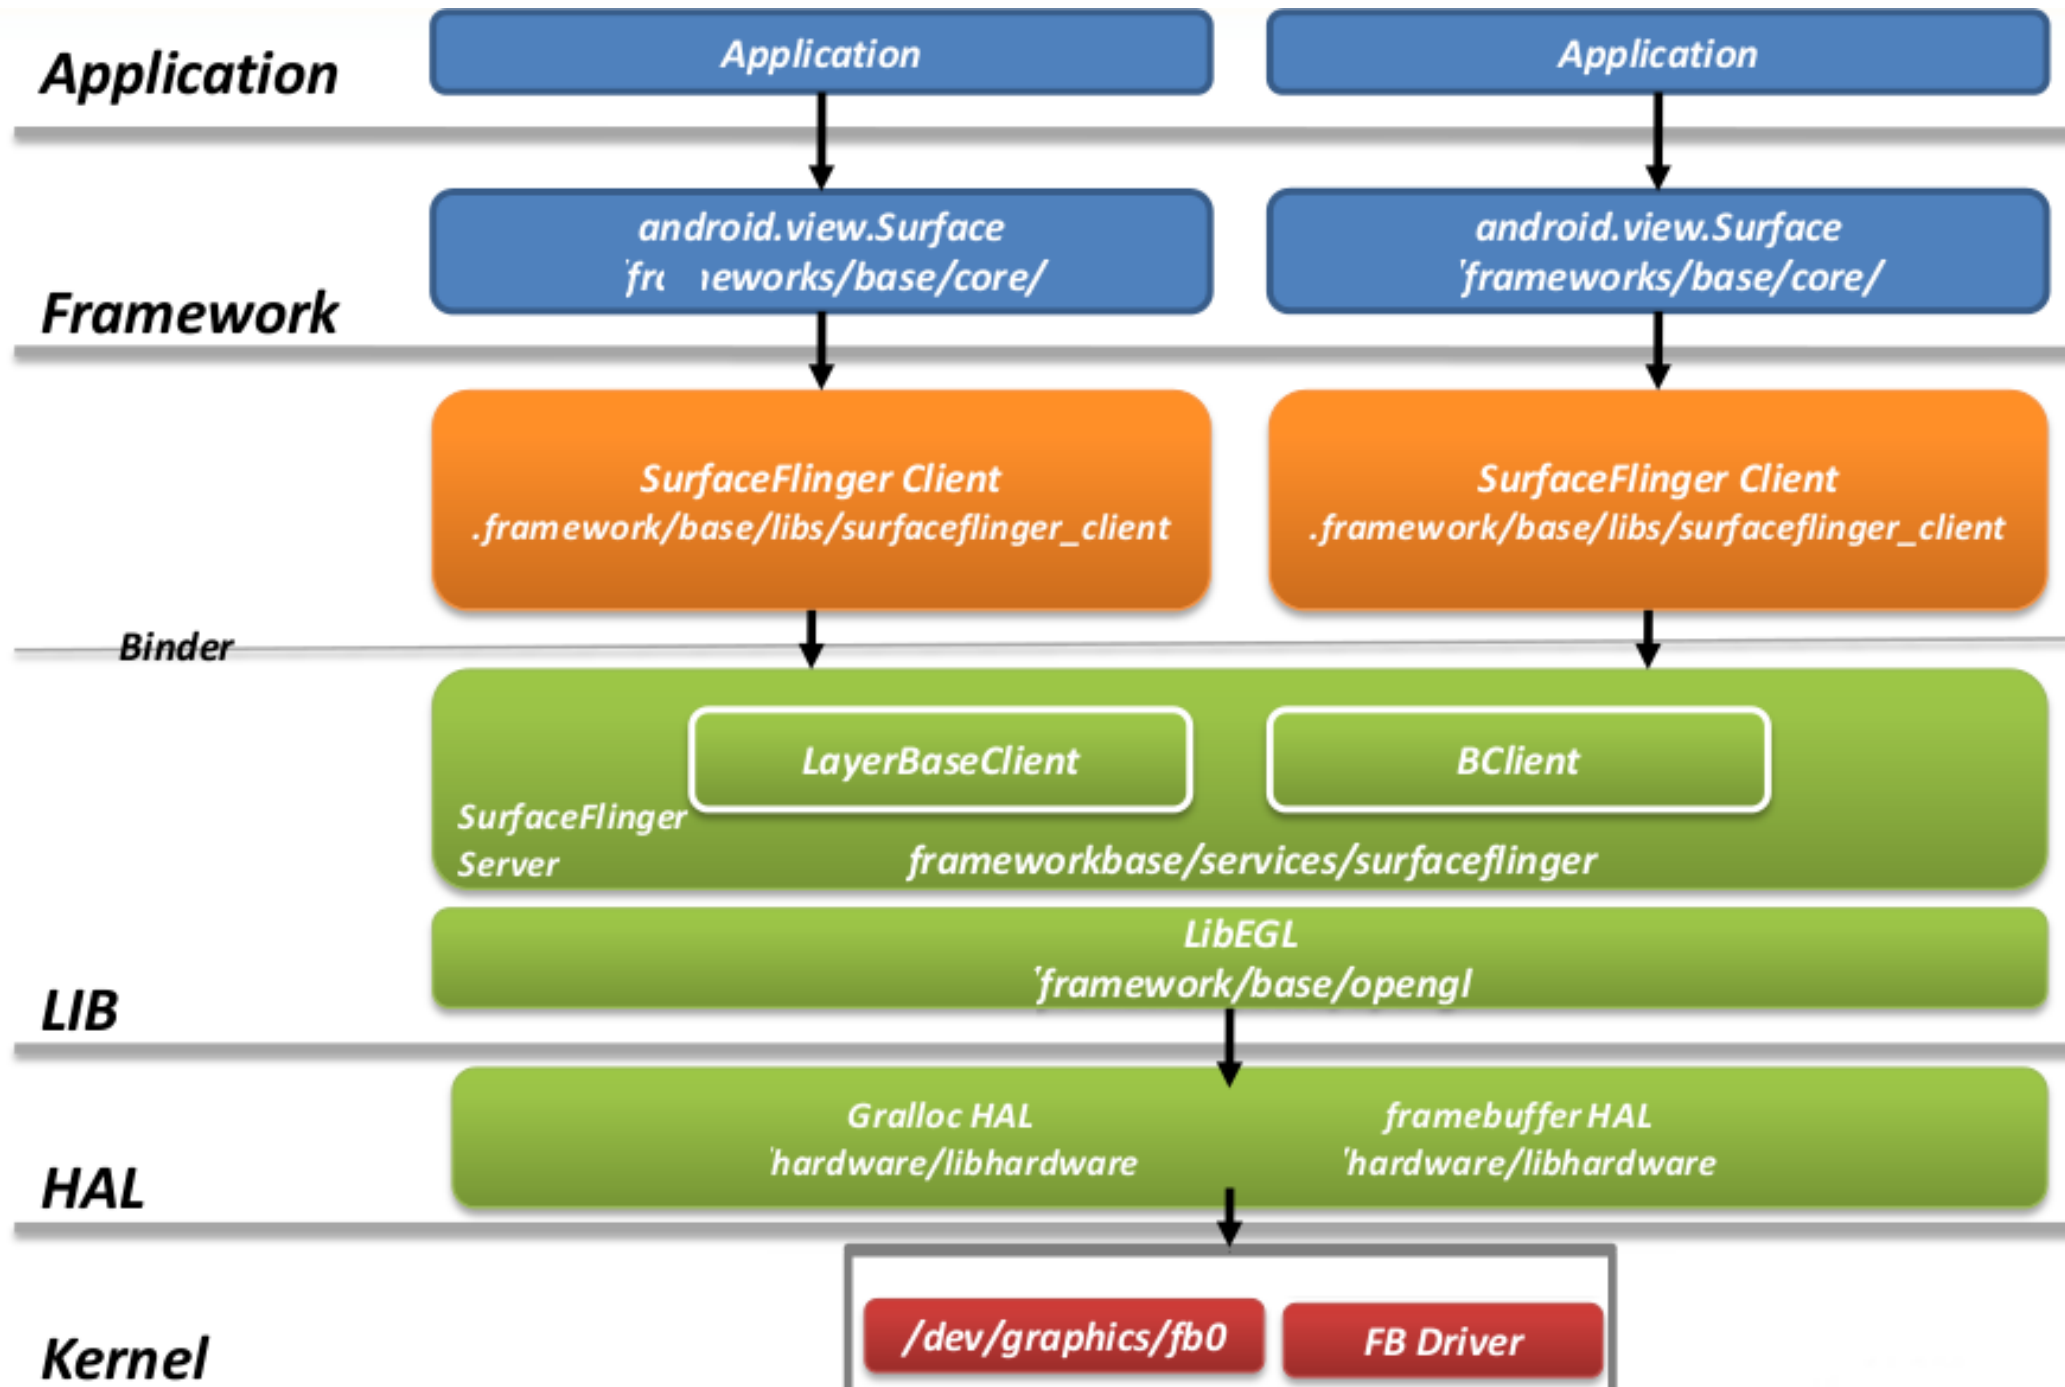 Application
Application
Application
android.view.Surface
android.view.Surface
'frameworks/base/core/
Framework
SurfaceFlinger Client
.framework/base/libs/surfaceflinger_client
SurfaceFlinger Client
.framework/base/libs/surfaceflinger_client
Binder
LayerBaseClient
BClient
SurfaceFlinger
Server
frameworkbase/services/surfaceflinger
LibEGL
'framework/base/opengl
LIB
Gralloc HAL
'hardware/libhardware
framebuffer HAL
'hardware/libhardware
HAL
/dev/graphics/fb0
FB Driver
Kernel